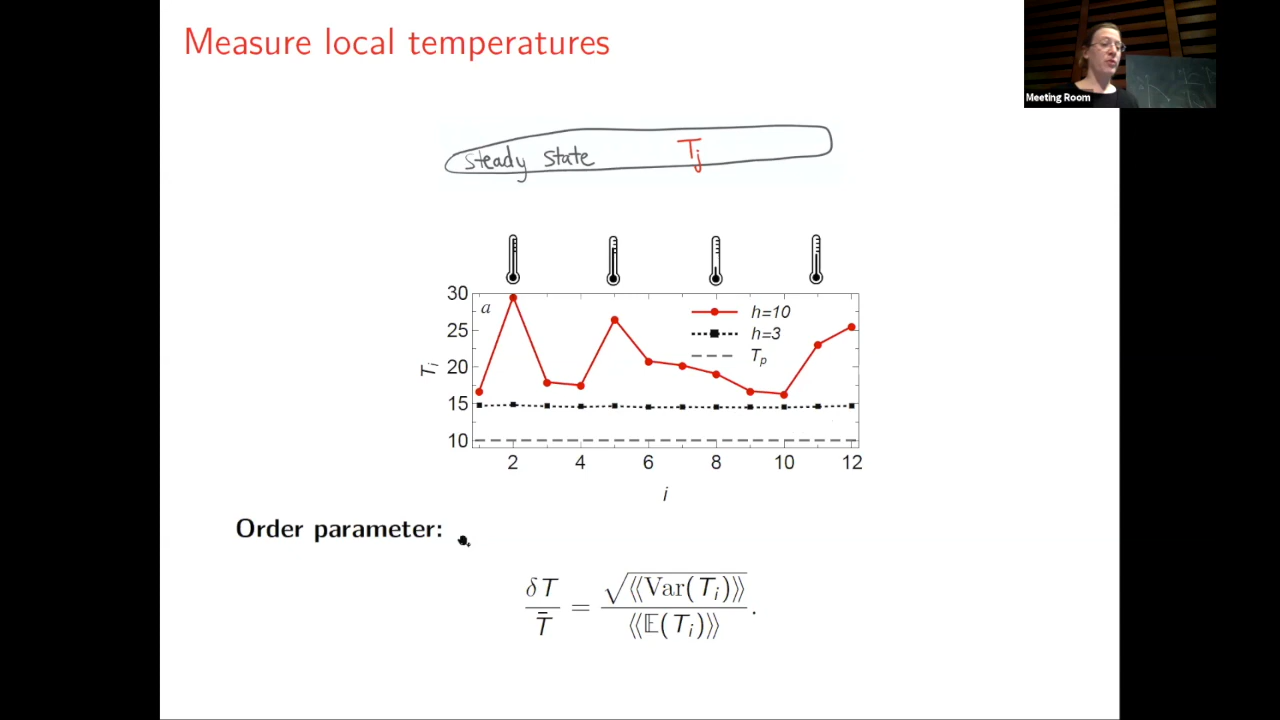 Measure local temperatures
Meeting Room
steady state T_j
a
h=10
h=3
T_p
30
25
20
15
10
T_i
2 4 6 8 10 12
i
Order parameter:
δT / T̄ = √⟪Var(T_i)⟫ / ⟪𝔼(T_i)⟫ .